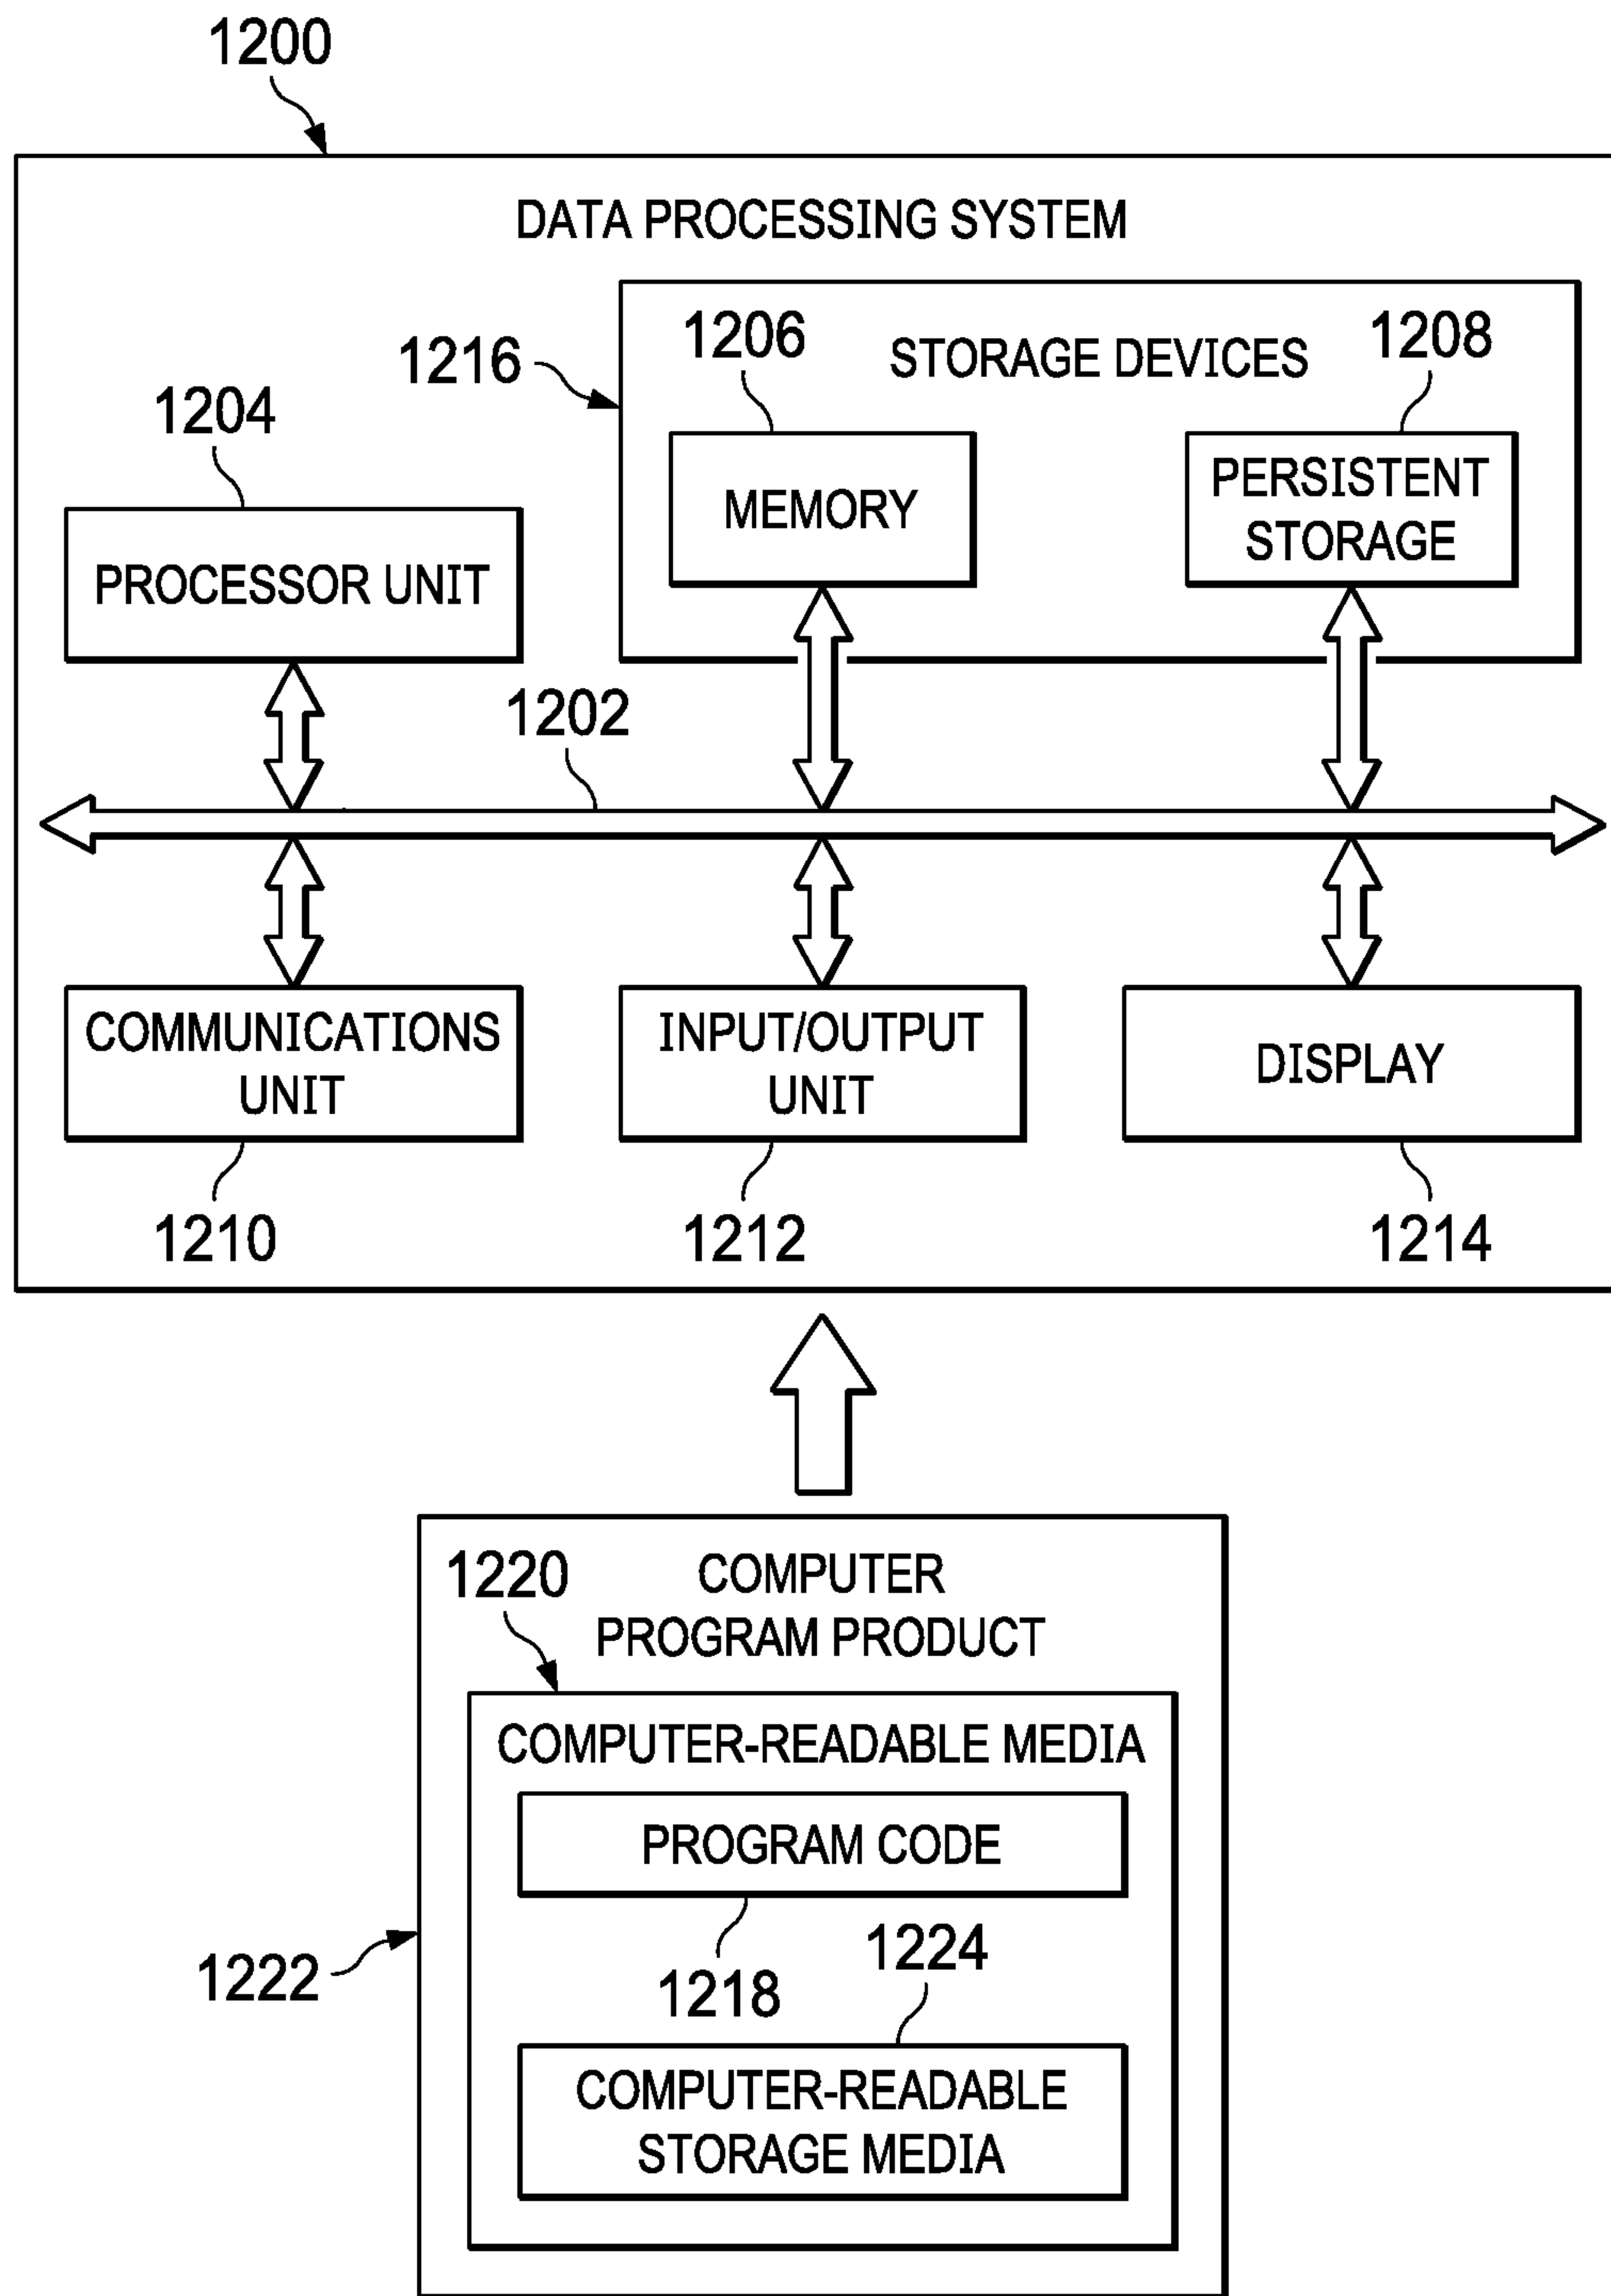 1200
DATA PROCESSING SYSTEM
1216
1206
STORAGE DEVICES
1208
1204
MEMORY
PERSISTENT
STORAGE
PROCESSOR UNIT
1202
COMMUNICATIONS
UNIT
INPUT/OUTPUT
UNIT
DISPLAY
1210
1212
1214
1220
COMPUTER
PROGRAM PRODUCT
COMPUTER-READABLE MEDIA
PROGRAM CODE
1222
1218
1224
COMPUTER-READABLE
STORAGE MEDIA